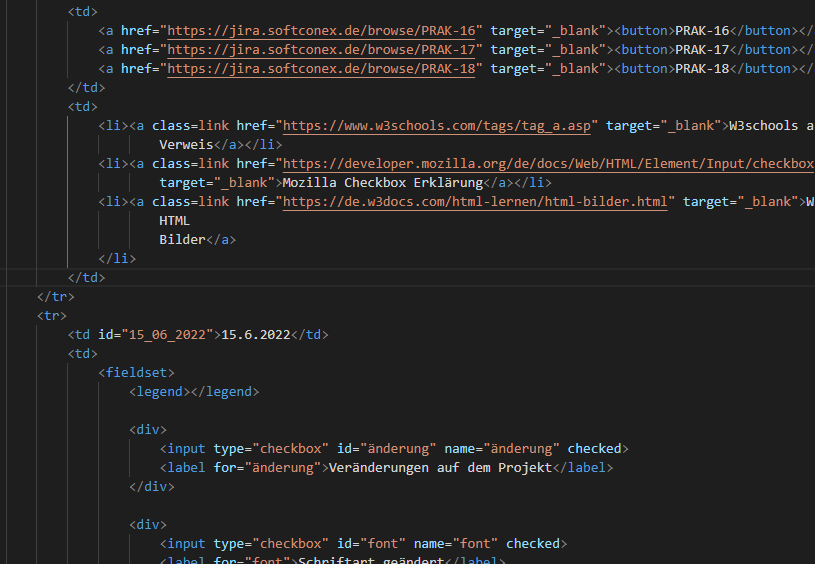 <td>
<a href="https://jira.softconex.de/browse/PRAK-16" target="_blank"><button>PRAK-16</button></
<a href="https://jira.softconex.de/browse/PRAK-17" target="_blank"><button>PRAK-17</button></
<a href="https://jira.softconex.de/browse/PRAK-18" target="_blank"><button>PRAK-18</button></
</td>
<td>
<li><a class=link href="https://www.w3schools.com/tags/tag_a.asp" target="_blank">W3schools a
Verweis</a></li>
<li><a class=link href="https://developer.mozilla.org/de/docs/Web/HTML/Element/Input/checkbox
target="_blank">Mozilla Checkbox Erklärung</a></li>
<li><a class=link href="https://de.w3docs.com/html-lernen/html-bilder.html" target="_blank">W
HTML
Bilder</a>
</li>
</td>
</tr>
<tr>
<td id="15_06_2022">15.6.2022</td>
<td>
<fieldset>
<legend></legend>
<div>
<input type="checkbox" id="änderung" name="änderung" checked>
<label for="änderung">Veränderungen auf dem Projekt</label>
</div>
<div>
<input type="checkbox" id="font" name="font" checked>
<label for="font">Schriftart geändert</label>